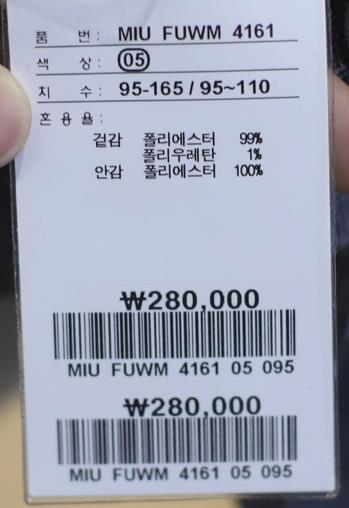 품 번 : MIU FUWM 4161
색 상 : 05
치 수 : 95-165 / 95~110
혼 용 율 :
겉감 폴리에스터 99%
폴리우레탄 1%
안감 폴리에스터 100%
₩280,000
MIU FUWM 4161 05 095
₩280,000
MIU FUWM 4161 05 095